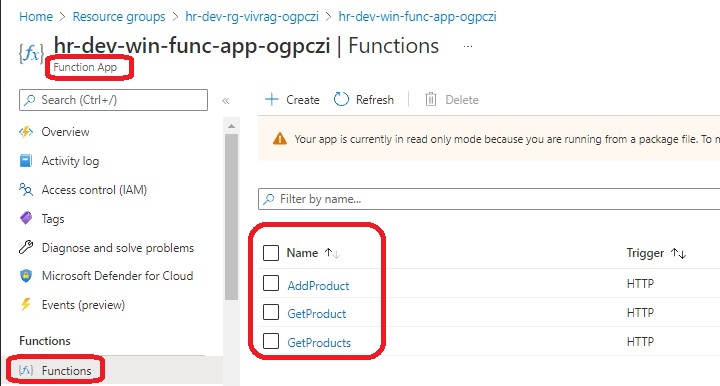 Home > Resource groups > hr-dev-rg-vivrag-ogpczi > hr-dev-win-func-app-ogpczi
{fx} hr-dev-win-func-app-ogpczi | Functions ...
Function App
Search (Ctrl+/) «
+ Create Refresh Delete
Overview
Your app is currently in read only mode because you are running from a package file. To m
Activity log
Access control (IAM)
Filter by name...
Tags
Diagnose and solve problems
Name ↑↓ Trigger ↑↓
Microsoft Defender for Cloud
AddProduct HTTP
Events (preview)
GetProduct HTTP
Functions
GetProducts HTTP
{fx} Functions